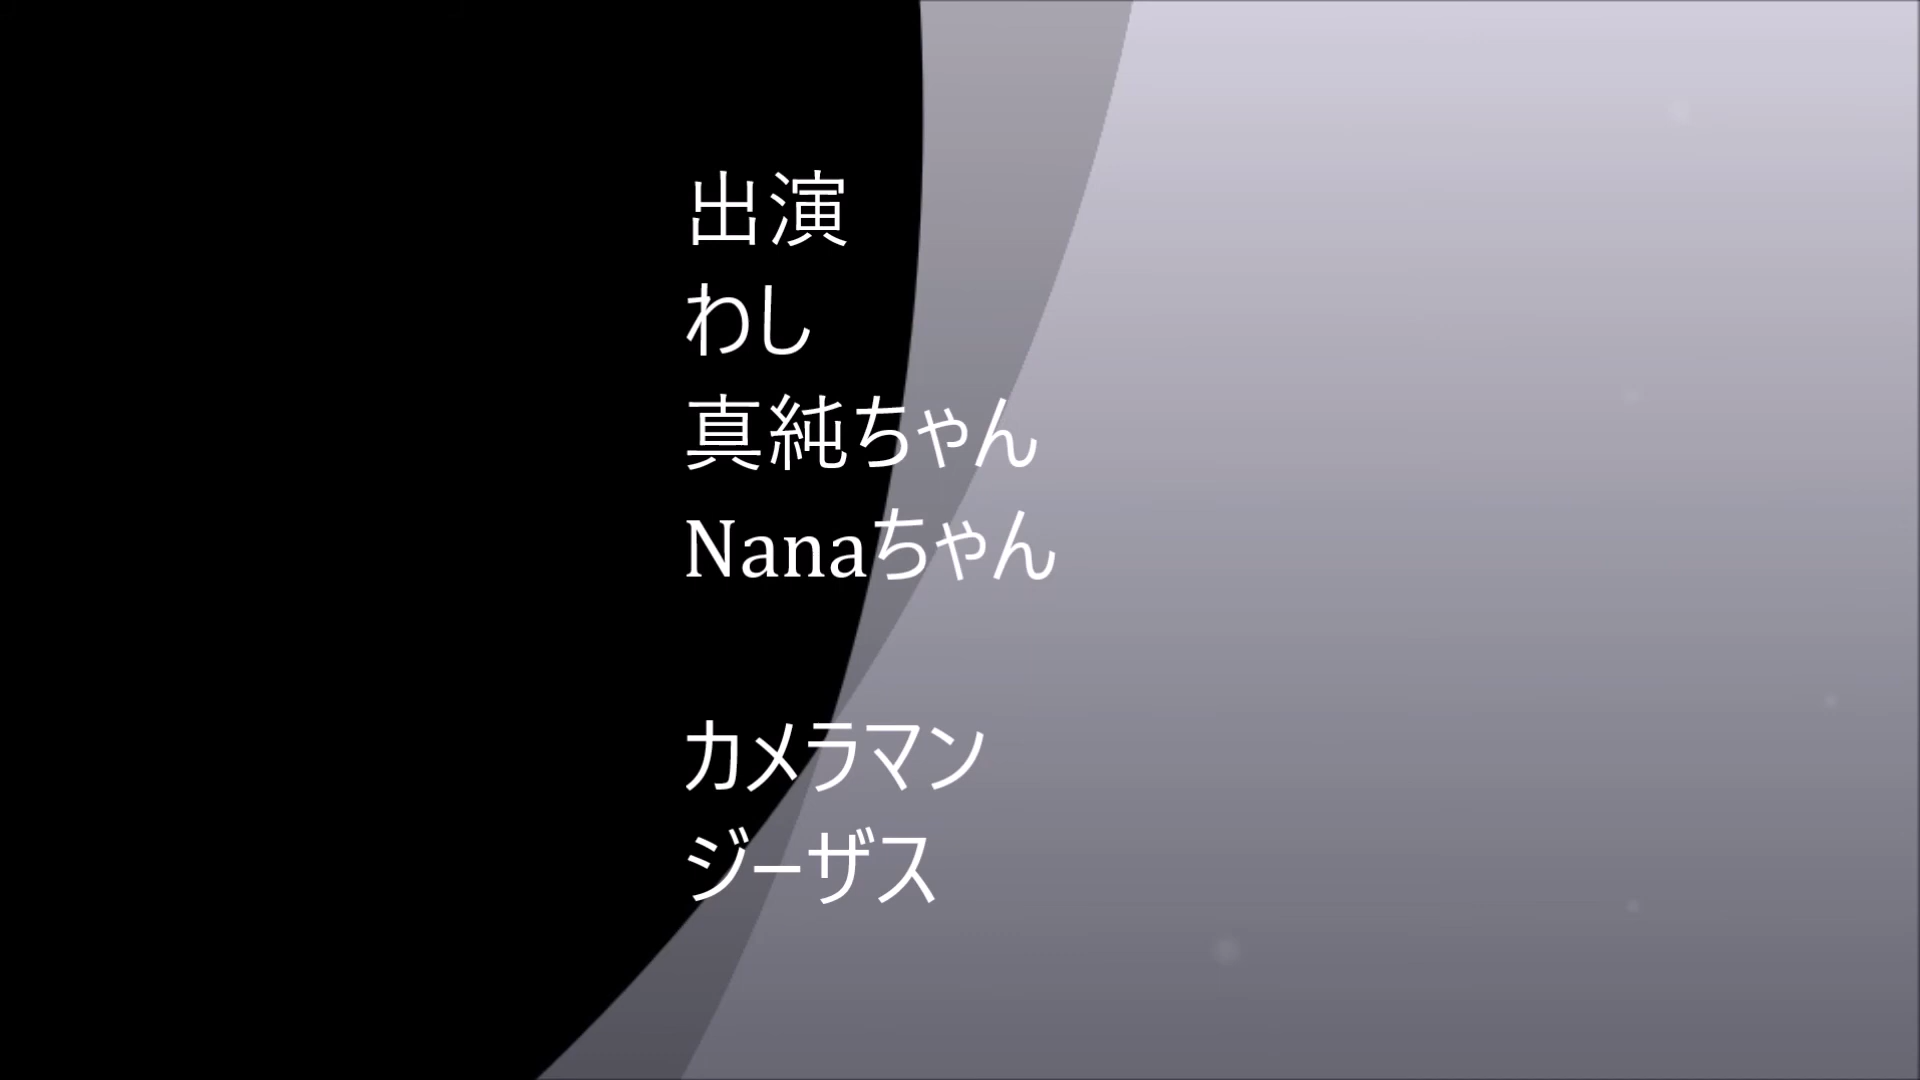 出演
わし
真純ちゃん
Nanaちゃん
カメラマン
ジーザス